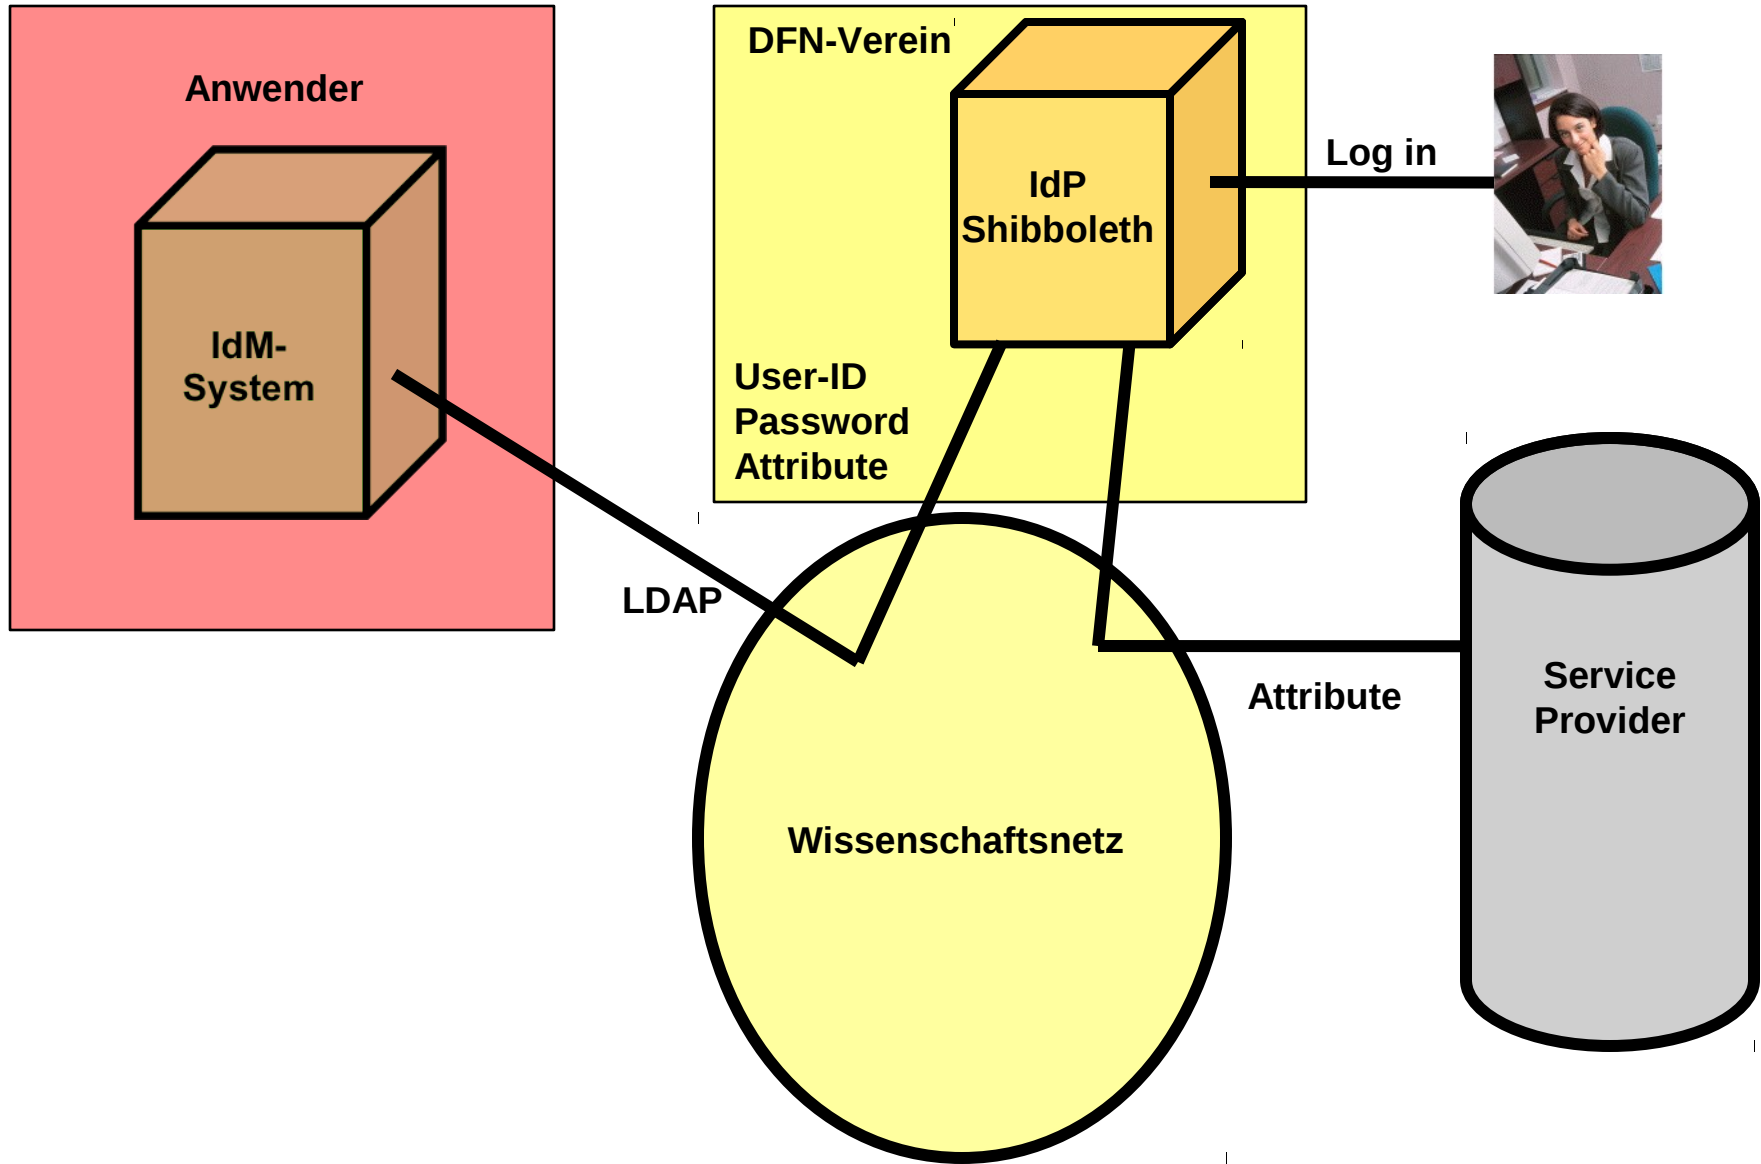 Anwender
IdM-
System
DFN-Verein
IdP
Shibboleth
User-ID
Password
Attribute
Log in
LDAP
Attribute
Service
Provider
Wissenschaftsnetz